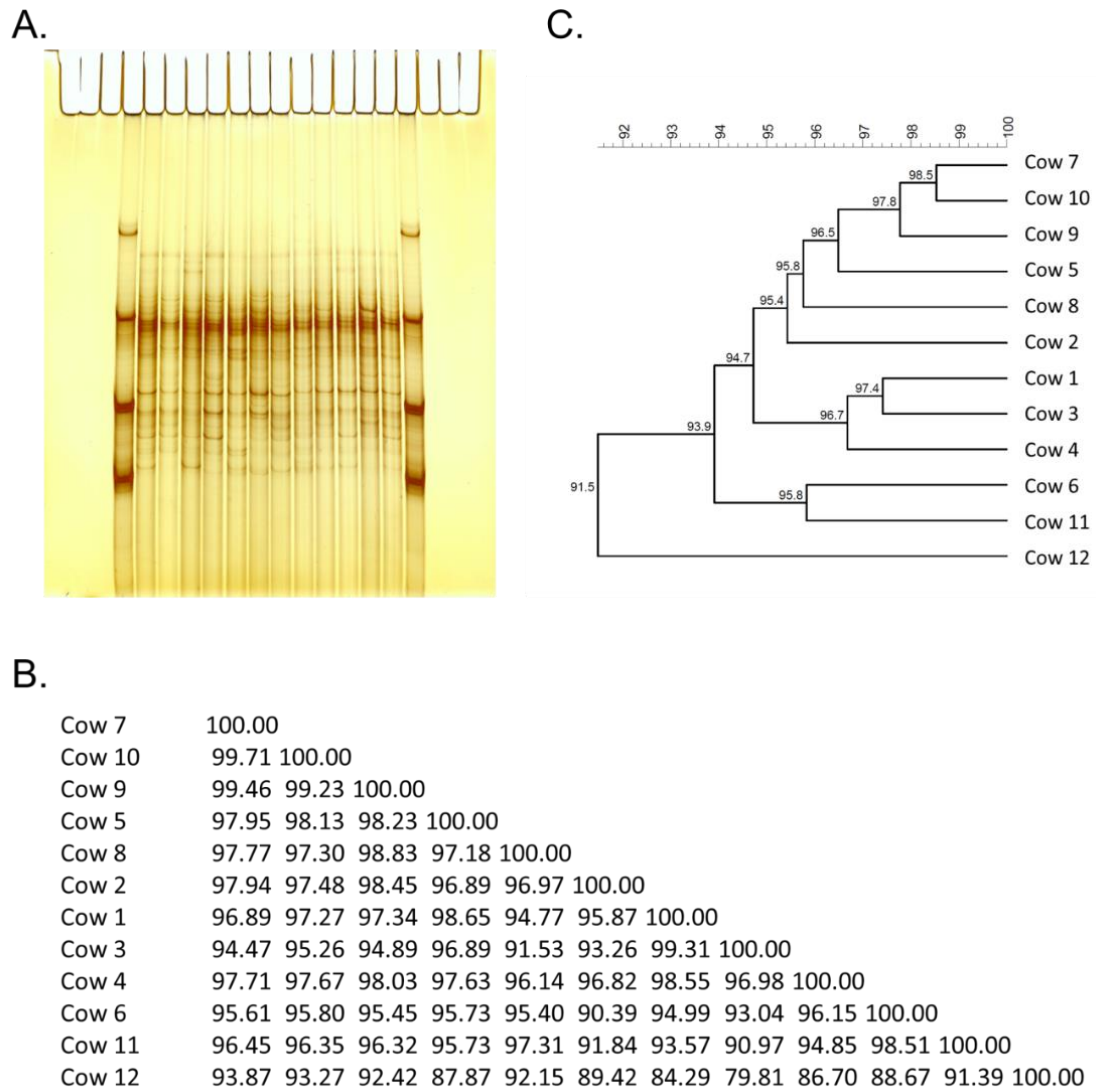 A.
C.
92 93 94 95 96 97 98 99 100
98.5 Cow 7
97.8 Cow 10
96.5 Cow 9
95.8 Cow 5
95.4 Cow 8
94.7 Cow 2
97.4 Cow 1
96.7 Cow 3
93.9 Cow 4
95.8 Cow 6
91.5 Cow 11
Cow 12
B.
Cow 7 100.00
Cow 10 99.71 100.00
Cow 9 99.46 99.23 100.00
Cow 5 97.95 98.13 98.23 100.00
Cow 8 97.77 97.30 98.83 97.18 100.00
Cow 2 97.94 97.48 98.45 96.89 96.97 100.00
Cow 1 96.89 97.27 97.34 98.65 94.77 95.87 100.00
Cow 3 94.47 95.26 94.89 96.89 91.53 93.26 99.31 100.00
Cow 4 97.71 97.67 98.03 97.63 96.14 96.82 98.55 96.98 100.00
Cow 6 95.61 95.80 95.45 95.73 95.40 90.39 94.99 93.04 96.15 100.00
Cow 11 96.45 96.35 96.32 95.73 97.31 91.84 93.57 90.97 94.85 98.51 100.00
Cow 12 93.87 93.27 92.42 87.87 92.15 89.42 84.29 79.81 86.70 88.67 91.39 100.00